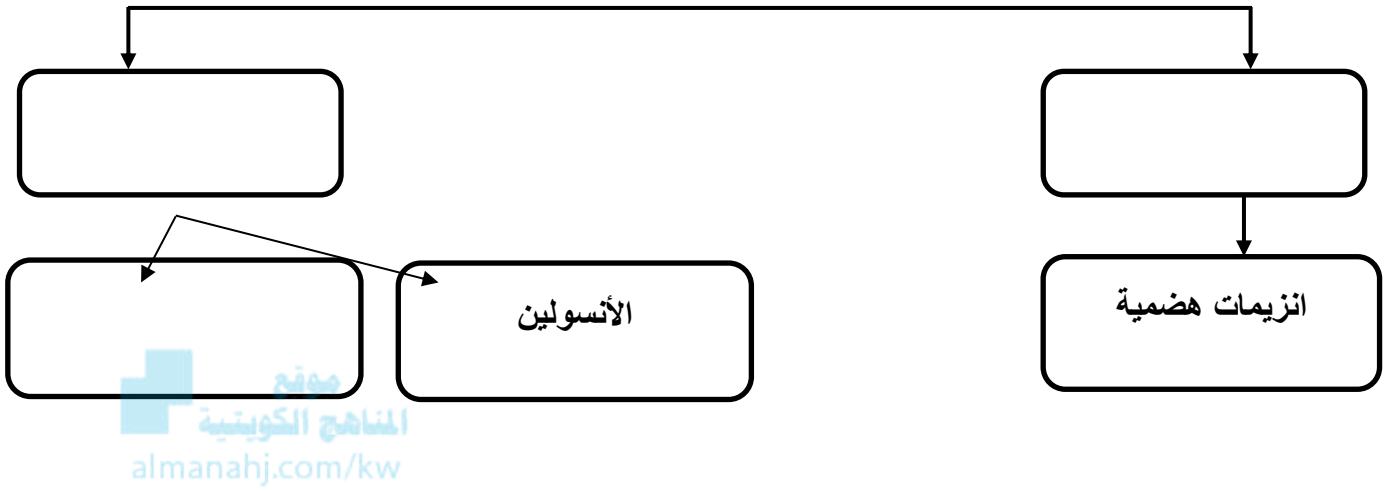 انزيمات هضمية
الأنسولين
موقع
المناهج الكويتية
almanahj.com/kw